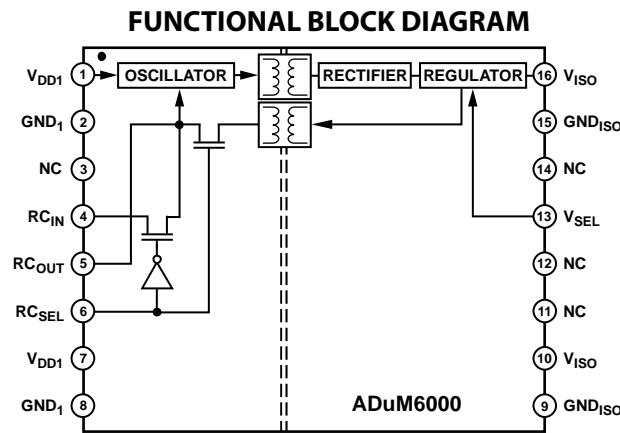 FUNCTIONAL BLOCK DIAGRAM
VDD1 1 OSCILLATOR RECTIFIER REGULATOR 16 VISO
GND1 2 15 GNDISO
NC 3 14 NC
RCIN 4 13 VSEL
RCOUT 5 12 NC
RCSEL 6 11 NC
VDD1 7 10 VISO
GND1 8 ADuM6000 9 GNDISO